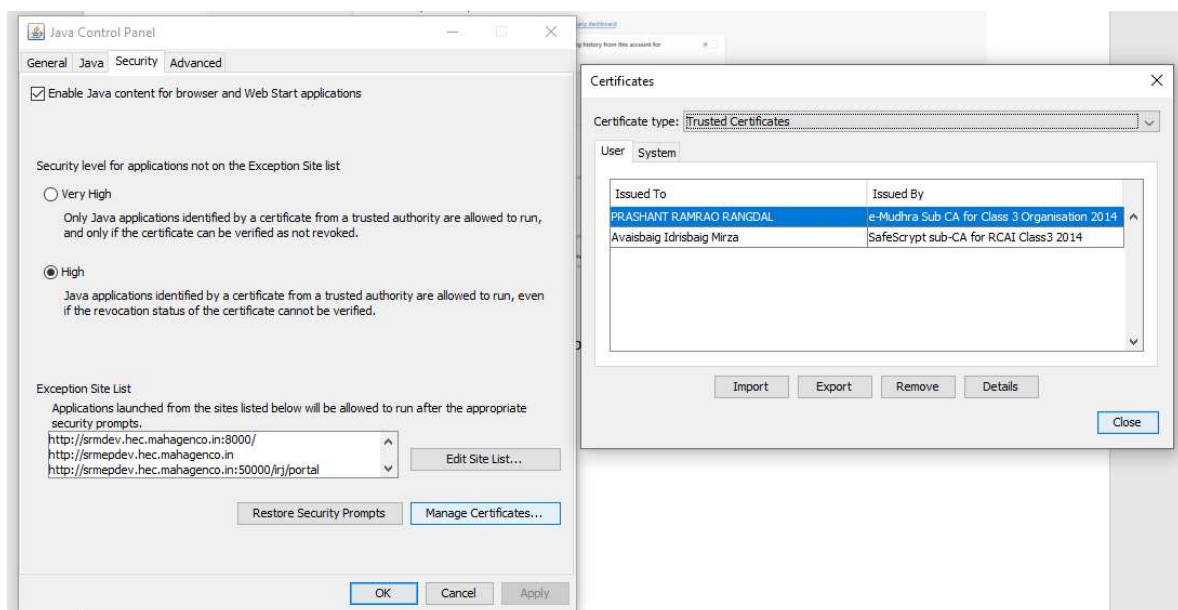 Java Control Panel
General Java Security Advanced
Enable Java content for browser and Web Start applications
Security level for applications not on the Exception Site list
Very High
Only Java applications identified by a certificate from a trusted authority are allowed to run,
and only if the certificate can be verified as not revoked.
High
Java applications identified by a certificate from a trusted authority are allowed to run, even
if the revocation status of the certificate cannot be verified.
Exception Site List
Applications launched from the sites listed below will be allowed to run after the appropriate
security prompts.
http://srmdev.hec.mahagenco.in:8000/
http://srmepdev.hec.mahagenco.in
http://srmepdev.hec.mahagenco.in:50000/irj/portal
Edit Site List...
Restore Security Prompts Manage Certificates...
OK Cancel Apply
dashboard
history from this account for
Certificates
Certificate type: Trusted Certificates
User System
Issued To Issued By
PRASHANT RAMRAO RANGDAL e-Mudhra Sub CA for Class 3 Organisation 2014
Avaisbaig Idrisbaig Mirza SafeScrypt sub-CA for RCAI Class3 2014
Import Export Remove Details
Close